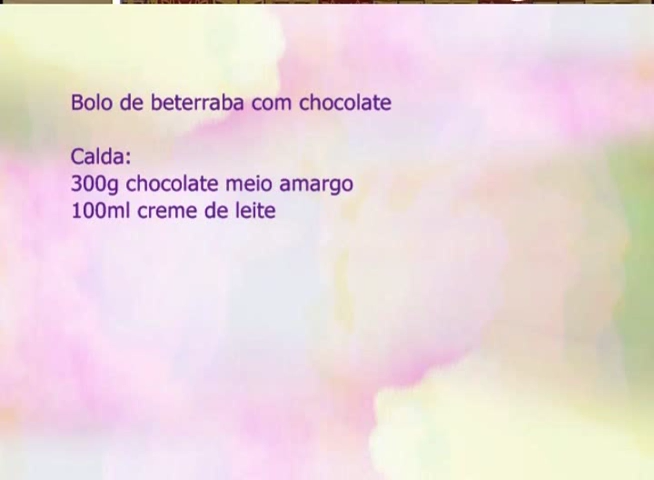 Bolo de beterraba com chocolate
Calda:
300g chocolate meio amargo
100ml creme de leite